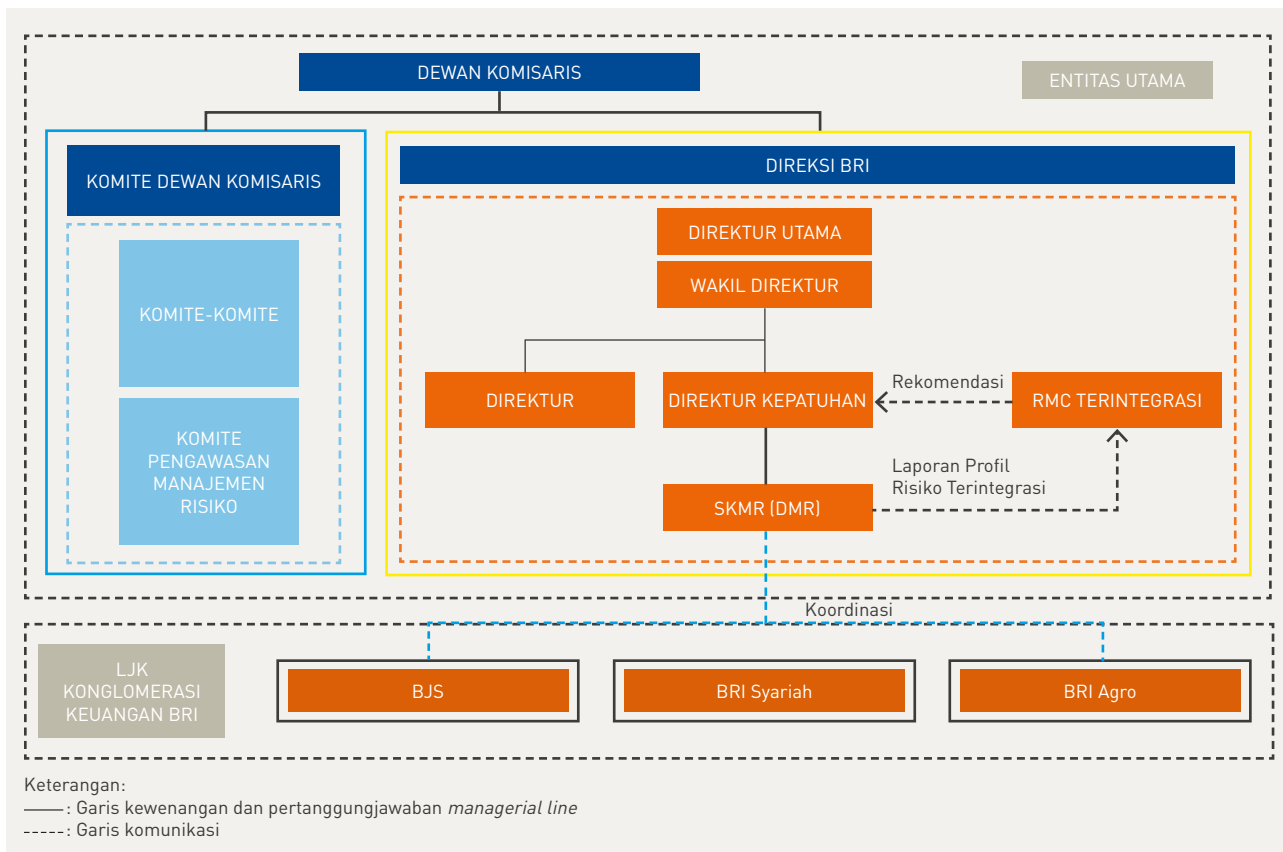 DEWAN KOMISARIS
ENTITAS UTAMA
KOMITE DEWAN KOMISARIS
DIREKSI BRI
KOMITE-KOMITE
KOMITE
PENGAWASAN
MANAJEMEN
RISIKO
DIREKTUR UTAMA
WAKIL DIREKTUR
DIREKTUR
DIREKTUR KEPATUHAN
Rekomendasi
RMC TERINTEGRASI
Laporan Profil
Risiko Terintegrasi
SKMR (DMR)
Koordinasi
LJK
KONGLOMERASI
KEUANGAN BRI
BJS
BRI Syariah
BRI Agro
Keterangan:
: Garis kewenangan dan pertanggungjawaban managerial line
: Garis komunikasi